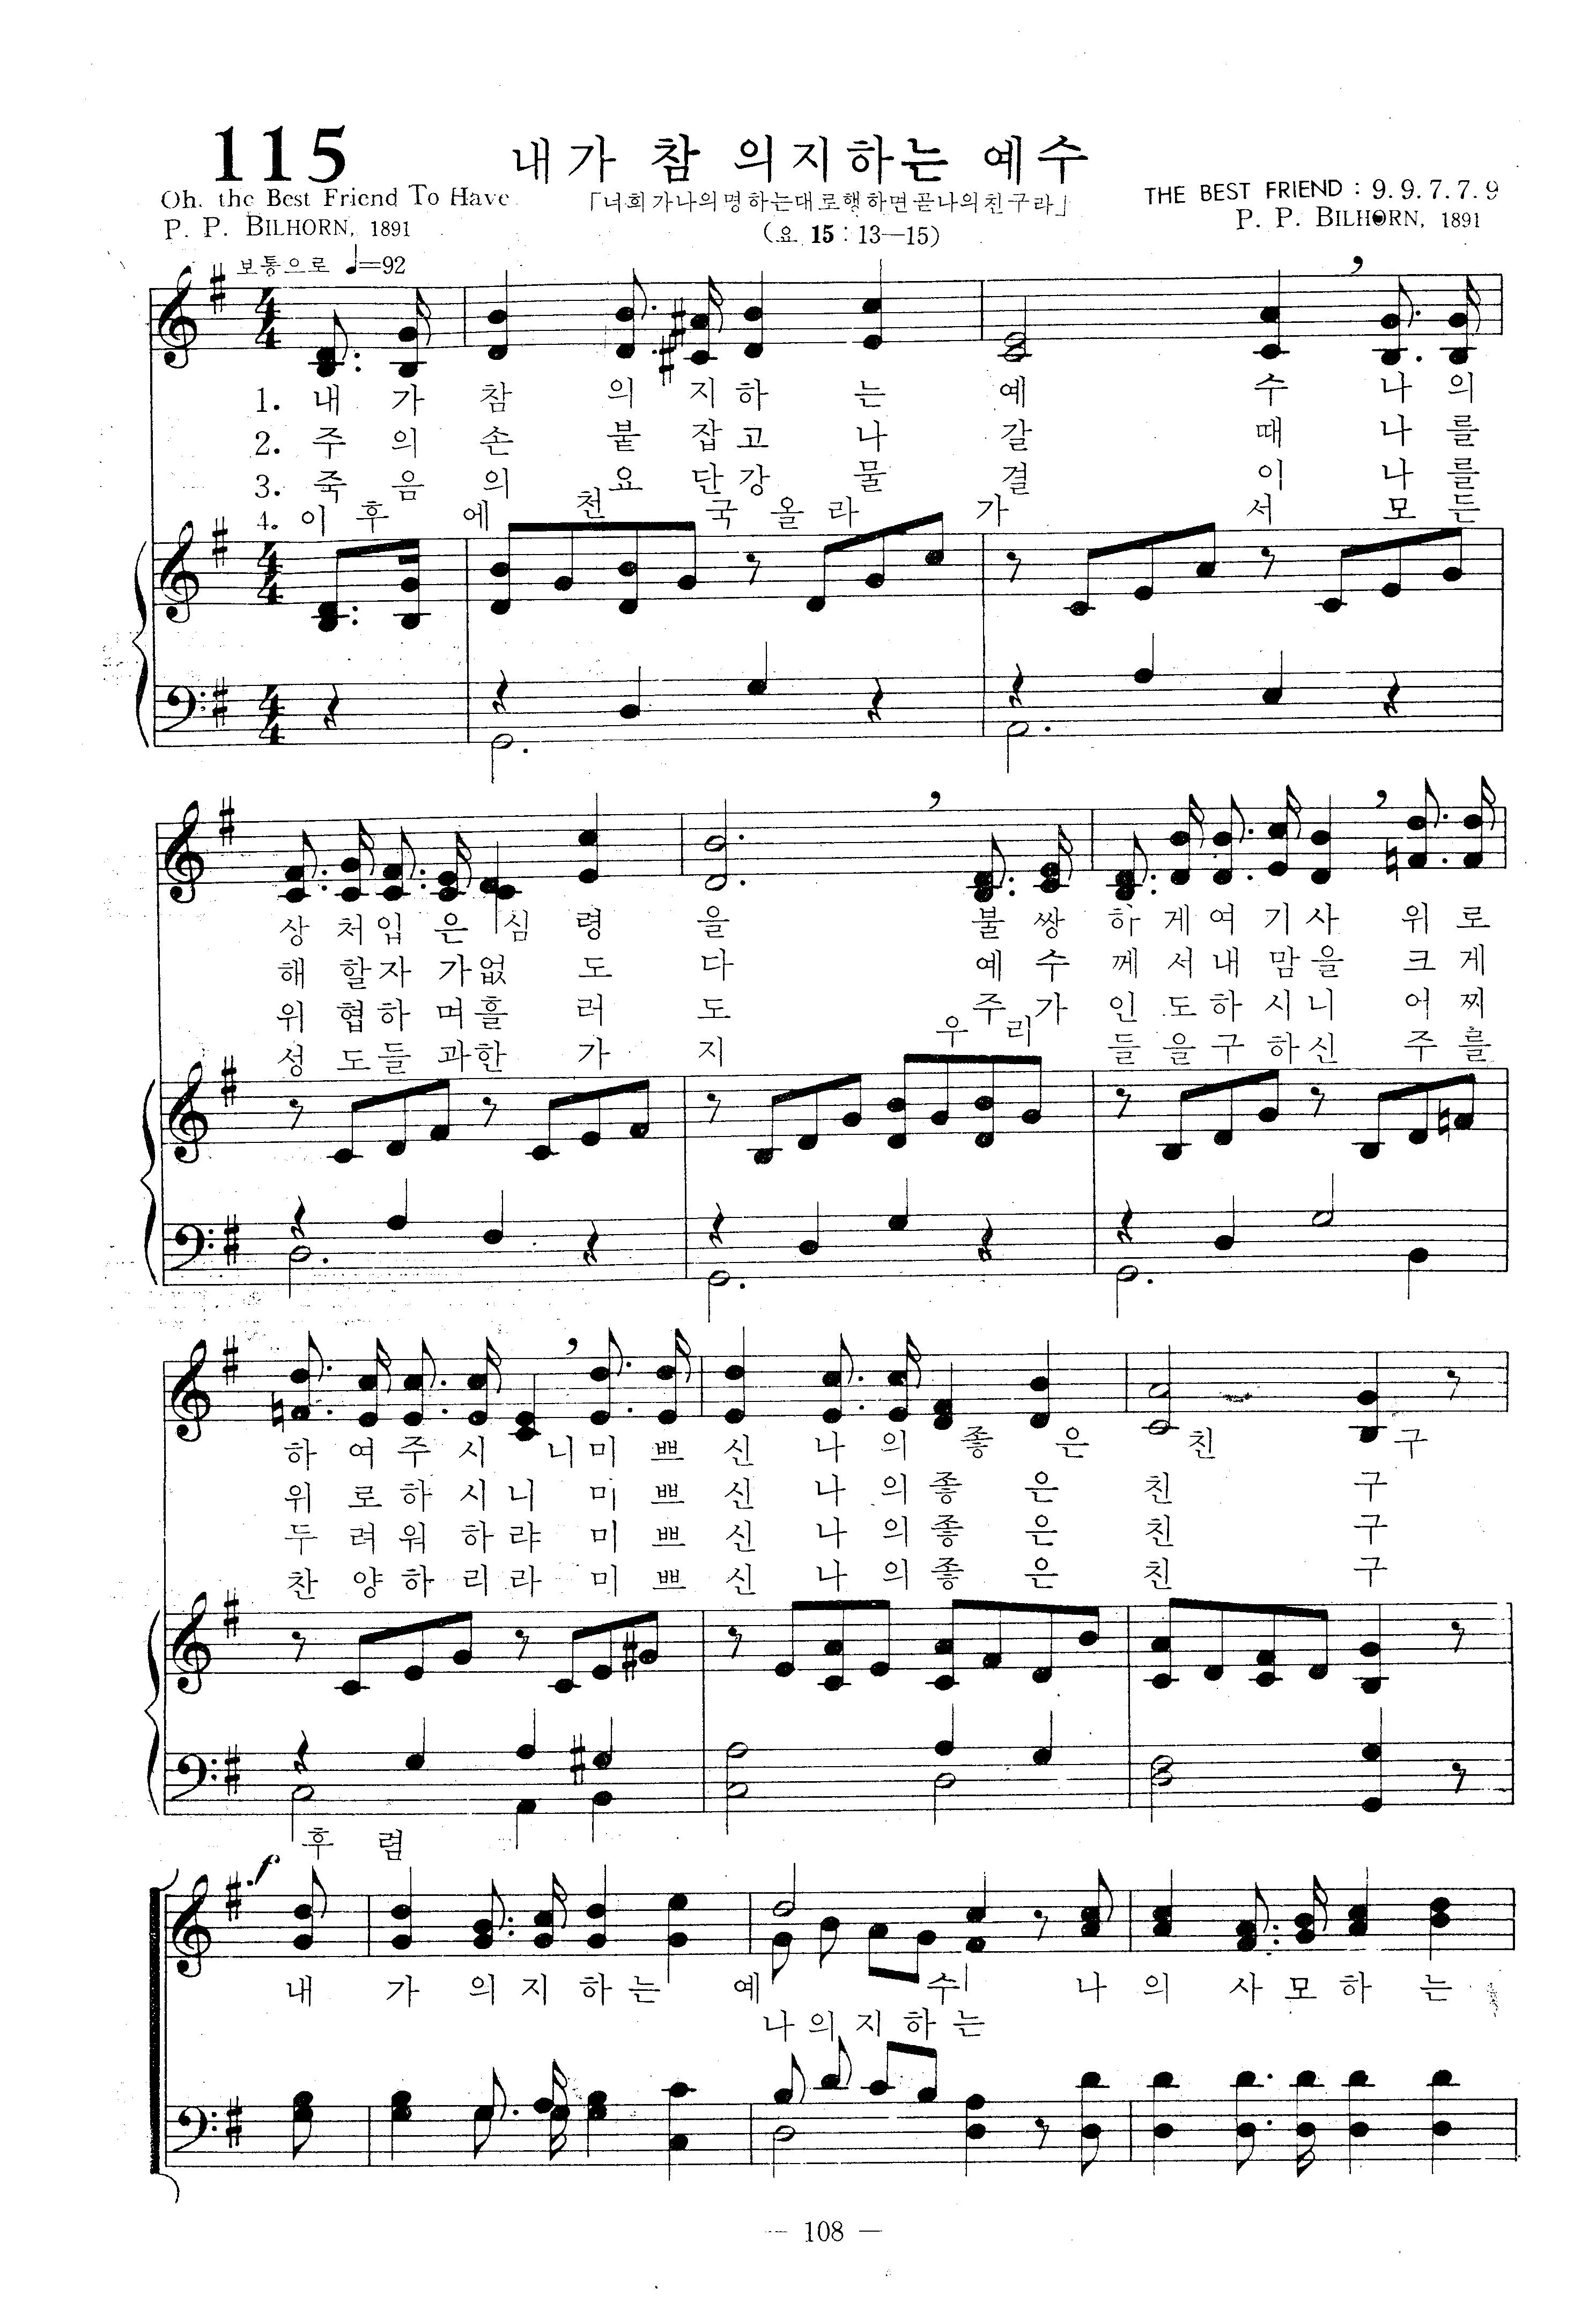 115
내가 참 의지하는 예수
Oh, the Best Friend To Have
「너희가나의명하는대로행하면곧나의친구라」
THE BEST FRIEND : 9.9.7.7.9
P. P. BILHORN, 1891
(요 15 : 13—15)
P. P. BILHORN, 1891
보통으로 ♩=92
1. 내 가 참 의 지 하 는 예 수 나 의
2. 주 의 손 붙 잡 고 나 갈 때 나 를
3. 죽 음 의 요 단 강 물 결 이 나 를
4. 이 후 에 천 국 올 라 가 서 모 든
상 처 입 은 심 령 을 불 쌍 하 게 여 기 사 위 로
해 할 자 가 없 도 다 예 수 께 서 내 맘 을 크 게
위 협 하 며 흘 러 도 주 가 인 도 하 시 니 어 찌
성 도 들 과 한 가 지 우 리 들 을 구 하 신 주 를
하 여 주 시 니 미 쁘 신 나 의 좋 은 친 구
위 로 하 시 니 미 쁘 신 나 의 좋 은 친 구
두 려 워 하 랴 미 쁘 신 나 의 좋 은 친 구
찬 양 하 리 라 미 쁘 신 나 의 좋 은 친 구
후 렴
f
내 가 의 지 하 는 예 수 나 의 사 모 하 는
나 의 지 하 는
— 108 —